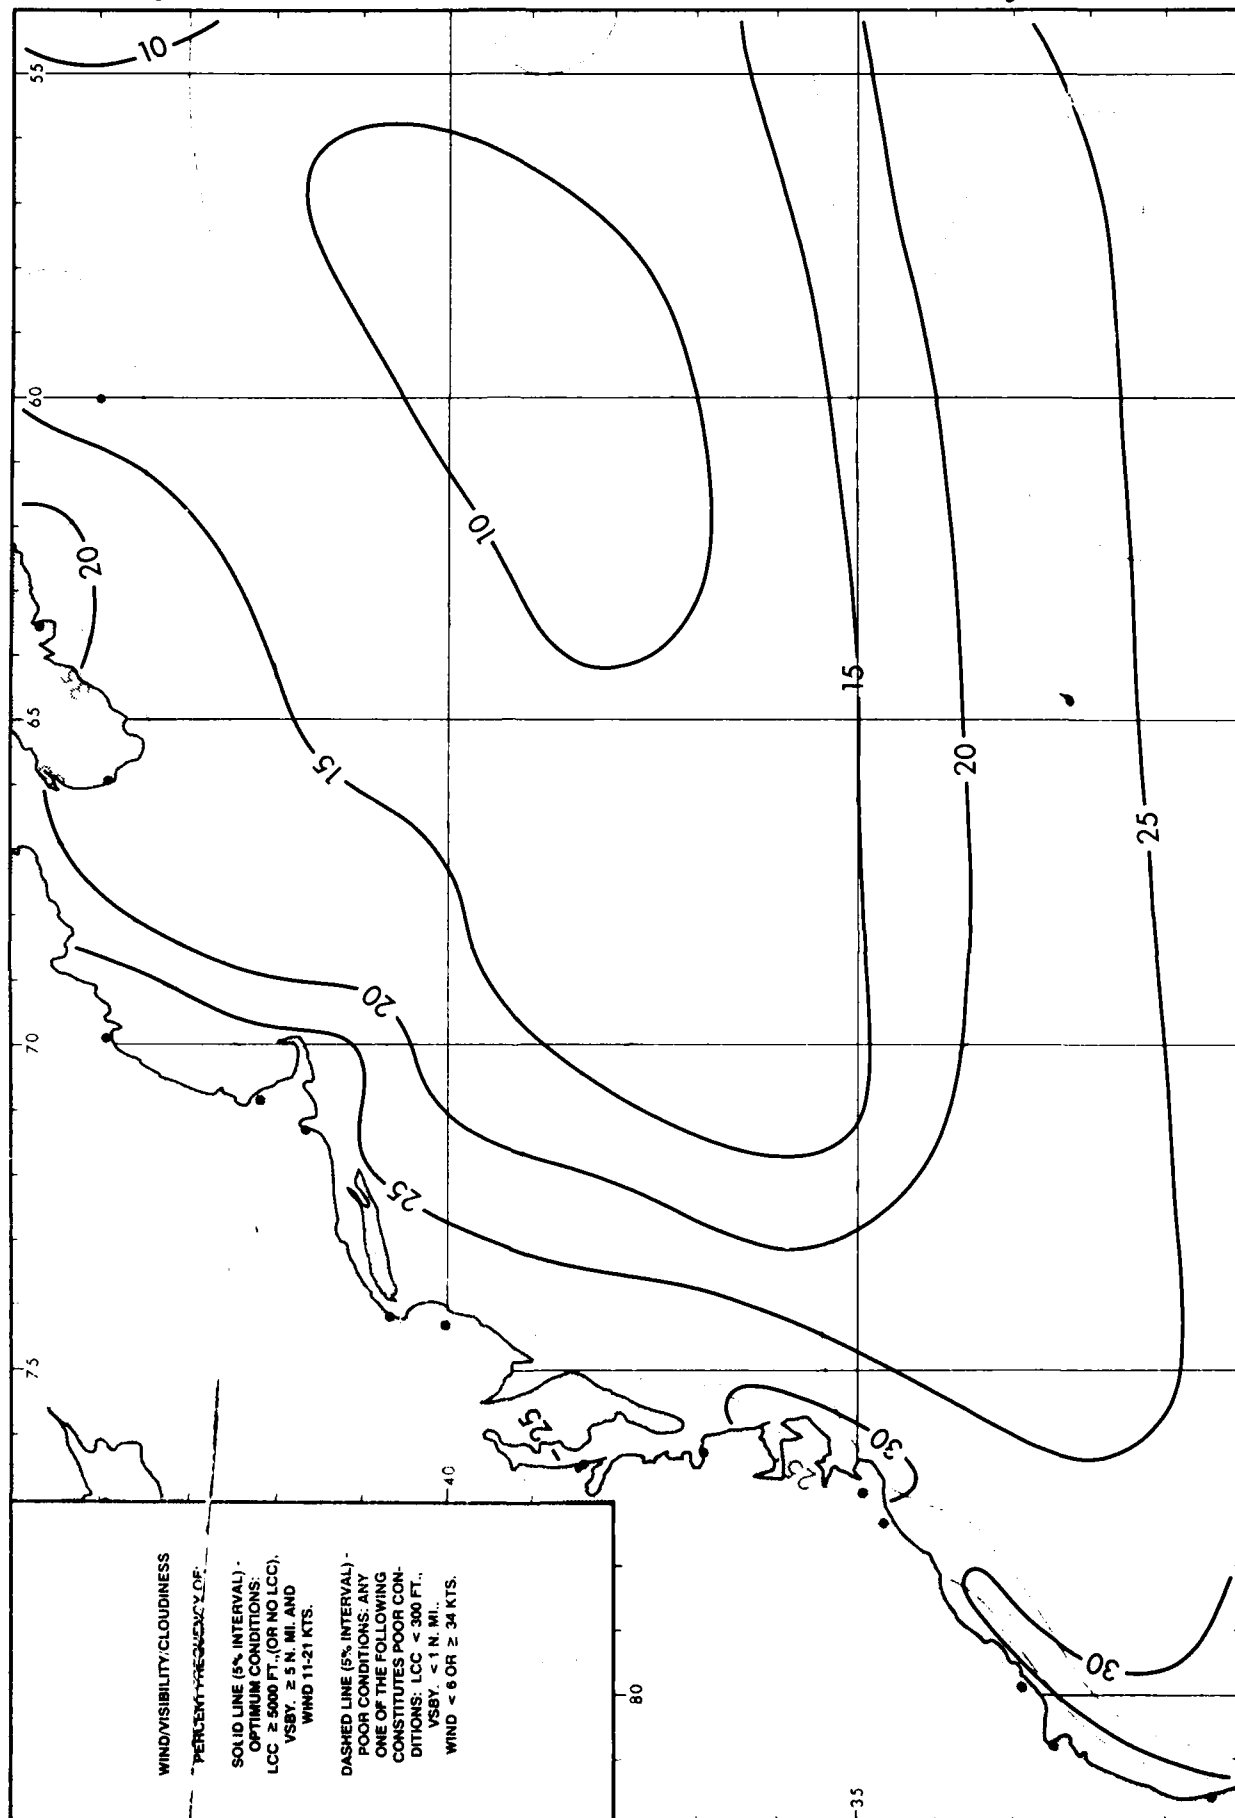 WIND/VISIBILITY/CLOUDINESS
PERCENT FREQUENCY OF:
SOLID LINE (5% INTERVAL) -
OPTIMUM CONDITIONS:
LCC ≥ 5000 FT., (OR NO LCC),
VSBY. ≥ 5 N. MI. AND
WIND 11-21 KTS.
DASHED LINE (5% INTERVAL) -
POOR CONDITIONS: ANY
ONE OF THE FOLLOWING
CONSTITUTES POOR CON-
DITIONS: LCC < 300 FT.,
VSBY. < 1 N. MI.,
WIND < 6 OR ≥ 34 KTS.
80
75
70
65
60
55
40
35
10
20
15
10
15
20
25
20
25
25
30
25
30